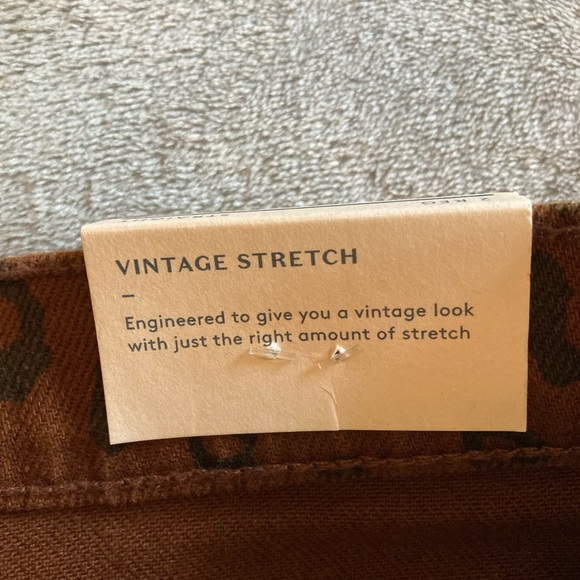 VINTAGE STRETCH
Engineered to give you a vintage look
with just the right amount of stretch